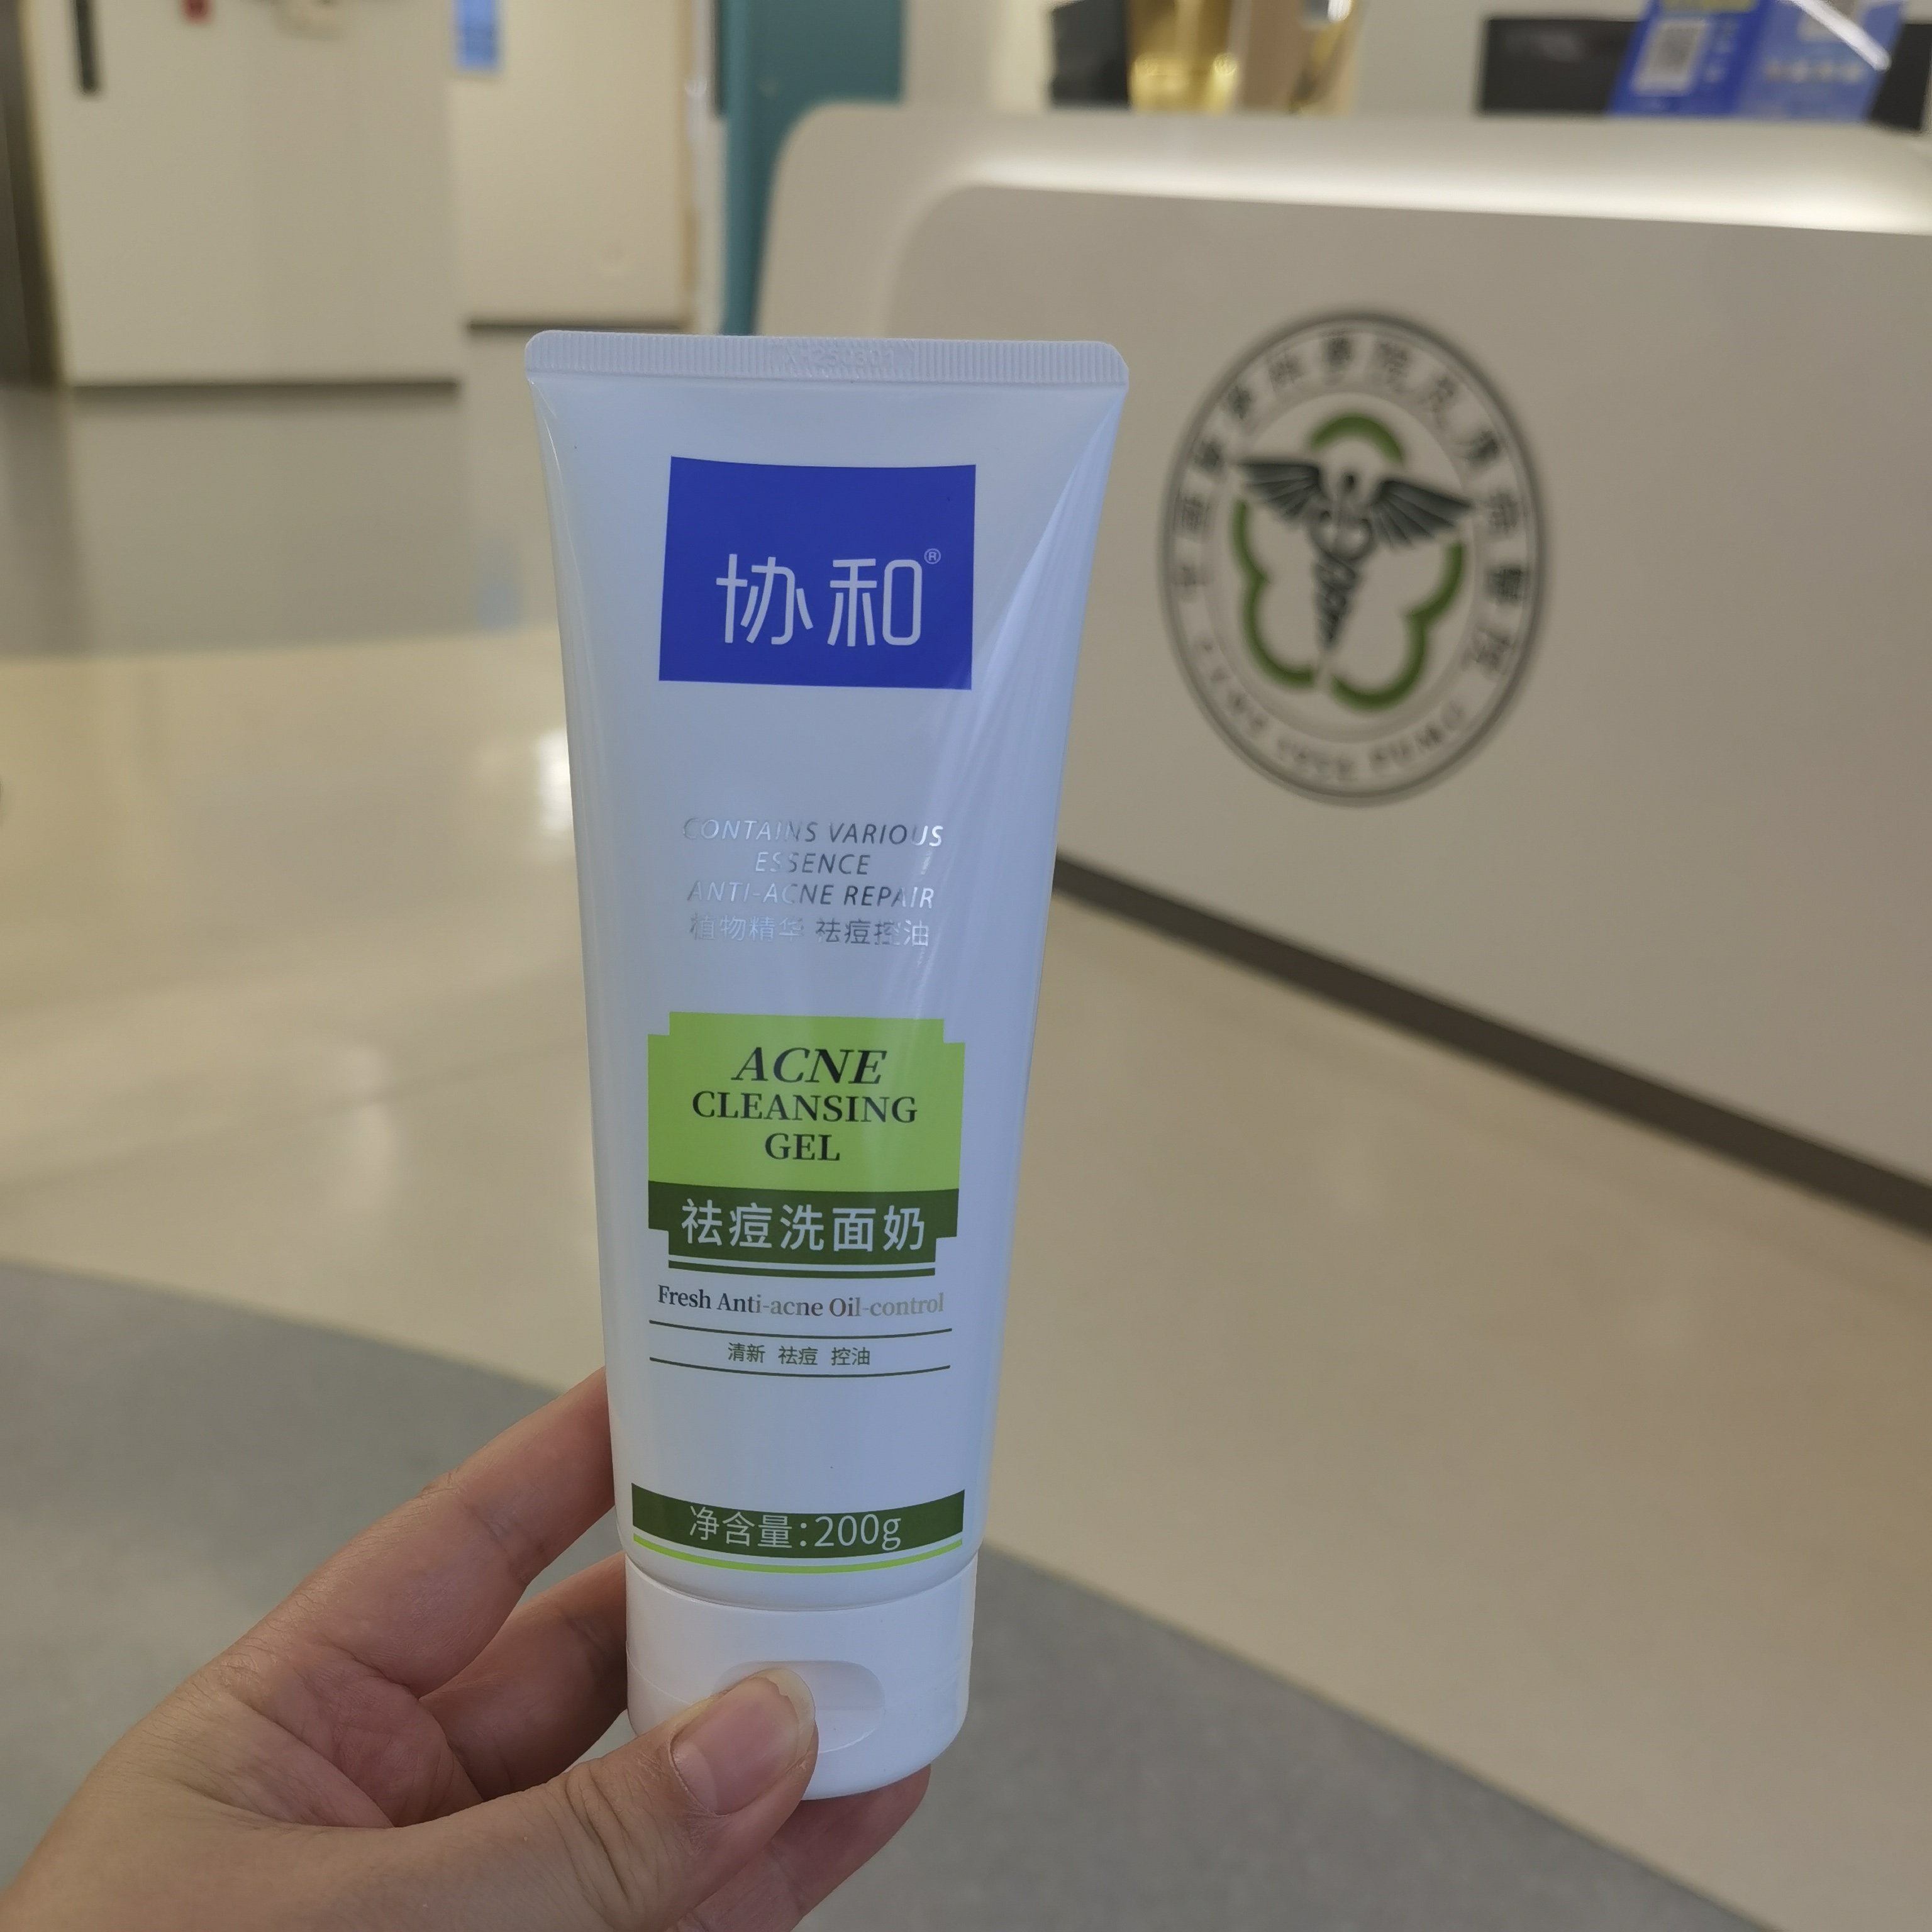 协和®
CONTAINS VARIOUS
ESSENCE
ANTI-ACNE REPAIR
植物精华 祛痘控油
ACNE
CLEANSING
GEL
祛痘洗面奶
Fresh Anti-acne Oil-control
清新 祛痘 控油
净含量:200g